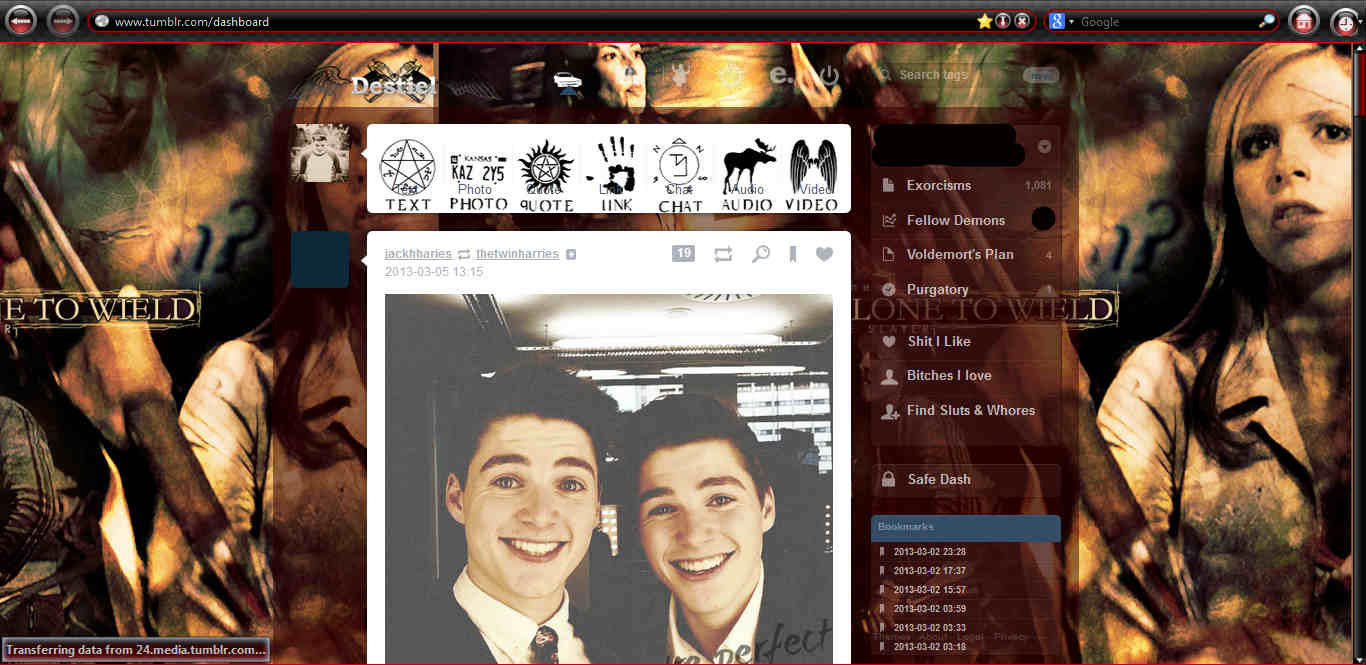 www.tumblr.com/dashboard
Google
Destiel
e.
Search tags
KANSAS
KAZ 2Y5
Text Photo Quote Link Chat Audio Video
TEXT PHOTO QUOTE LINK CHAT AUDIO VIDEO
Exorcisms 1,081
Fellow Demons
Voldemort's Plan 4
Purgatory
Shit I Like
Bitches I love
Find Sluts & Whores
Safe Dash
Bookmarks
2013-03-02 23:28
2013-03-02 17:37
2013-03-02 15:57
2013-03-02 03:59
2013-03-02 03:33
Themes About Legal Privacy
2013-03-02 03:18
jackhharies thetwinharries
19
2013-03-05 13:15
E TO WIELD
LONE TO WIELD
SLAYER
perfect
Transferring data from 24.media.tumblr.com...